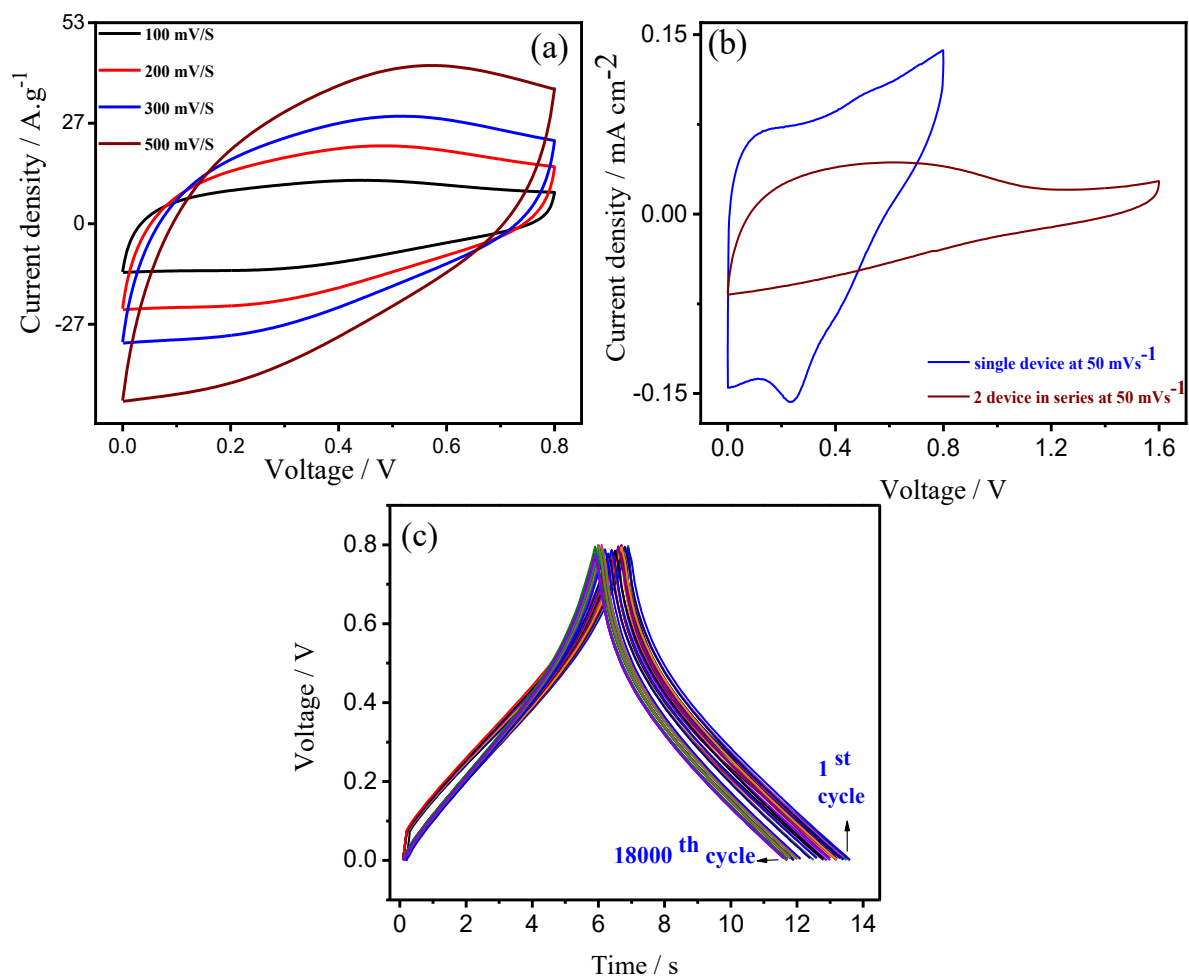 (a)
100 mV/S
200 mV/S
300 mV/S
500 mV/S
53
27
0
-27
Current density / A.g-1
0.0 0.2 0.4 0.6 0.8
Voltage / V
(b)
0.15
0.00
-0.15
Current density / mA cm-2
single device at 50 mVs-1
2 device in series at 50 mVs-1
0.0 0.4 0.8 1.2 1.6
Voltage / V
(c)
0.8
0.6
0.4
0.2
0.0
Voltage / V
1 st
cycle
18000 th cycle
0 2 4 6 8 10 12 14
Time / s